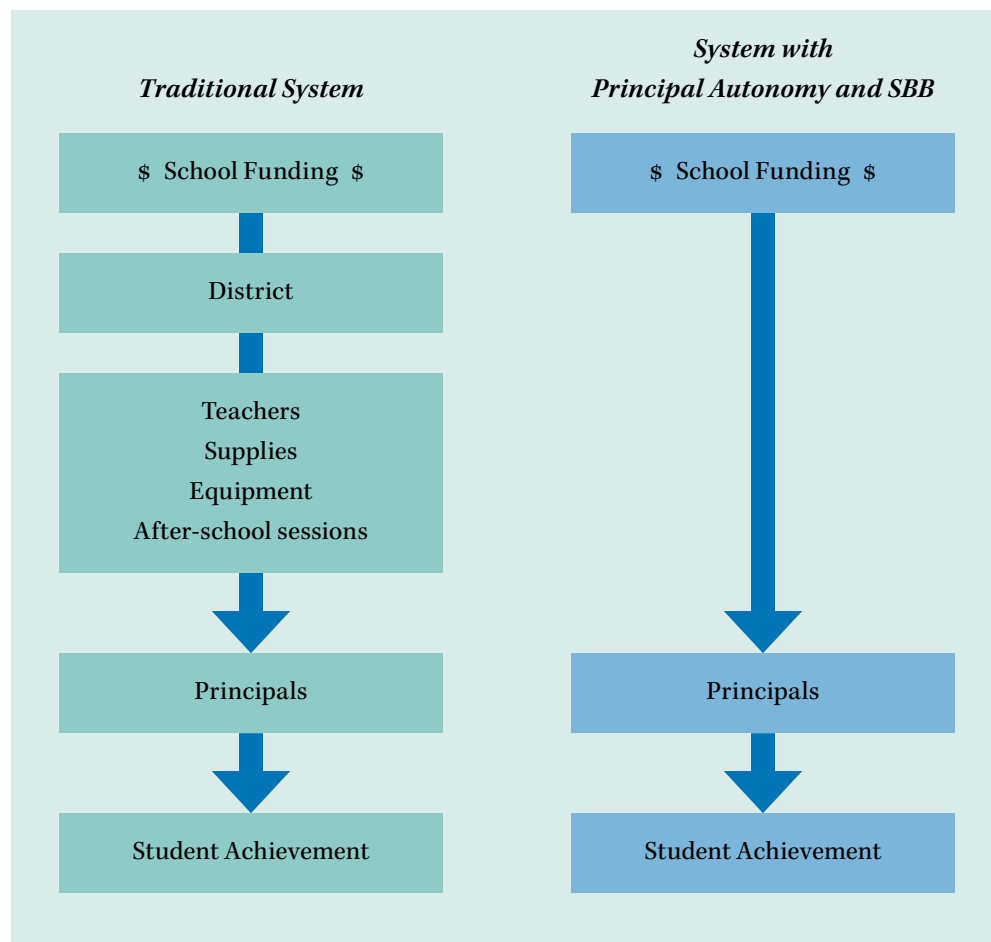 Traditional System
$ School Funding $
District
Teachers
Supplies
Equipment
After-school sessions
Principals
Student Achievement
System with
Principal Autonomy and SBB
$ School Funding $
Principals
Student Achievement